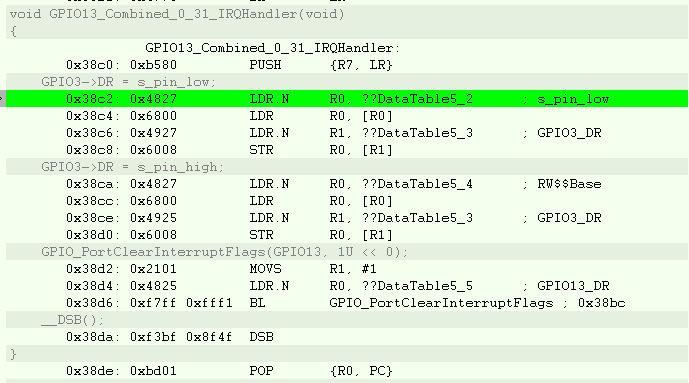 void GPIO13_Combined_0_31_IRQHandler(void)
{
GPIO13_Combined_0_31_IRQHandler:
0x38c0: 0xb580 PUSH {R7, LR}
GPIO3->DR = s_pin_low;
0x38c2: 0x4827 LDR.N R0, ??DataTable5_2 ; s_pin_low
0x38c4: 0x6800 LDR R0, [R0]
0x38c6: 0x4927 LDR.N R1, ??DataTable5_3 ; GPIO3_DR
0x38c8: 0x6008 STR R0, [R1]
GPIO3->DR = s_pin_high;
0x38ca: 0x4827 LDR.N R0, ??DataTable5_4 ; RW$$Base
0x38cc: 0x6800 LDR R0, [R0]
0x38ce: 0x4925 LDR.N R1, ??DataTable5_3 ; GPIO3_DR
0x38d0: 0x6008 STR R0, [R1]
GPIO_PortClearInterruptFlags(GPIO13, 1U << 0);
0x38d2: 0x2101 MOVS R1, #1
0x38d4: 0x4825 LDR.N R0, ??DataTable5_5 ; GPIO13_DR
0x38d6: 0xf7ff 0xfff1 BL GPIO_PortClearInterruptFlags ; 0x38bc
__DSB();
0x38da: 0xf3bf 0x8f4f DSB
}
0x38de: 0xbd01 POP {R0, PC}